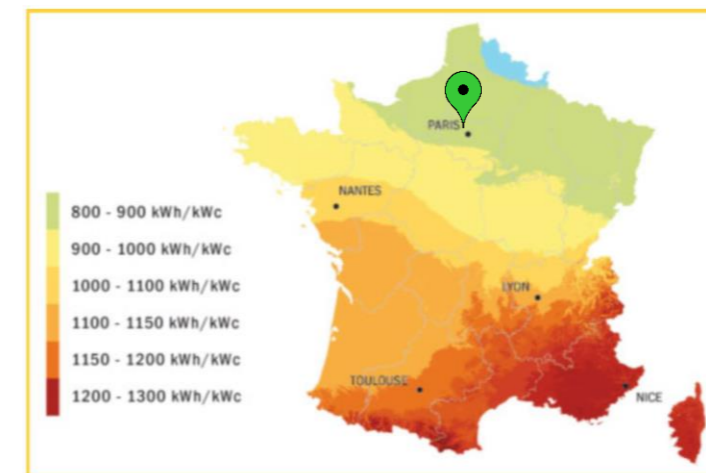 PARIS
NANTES
800 - 900 kWh/kWc
900 - 1000 kWh/kWc
1000 - 1100 kWh/kWc
LYON
1100 - 1150 kWh/kWc
1150 - 1200 kWh/kWc
TOULOUSE
1200 - 1300 kWh/kWc
NICE